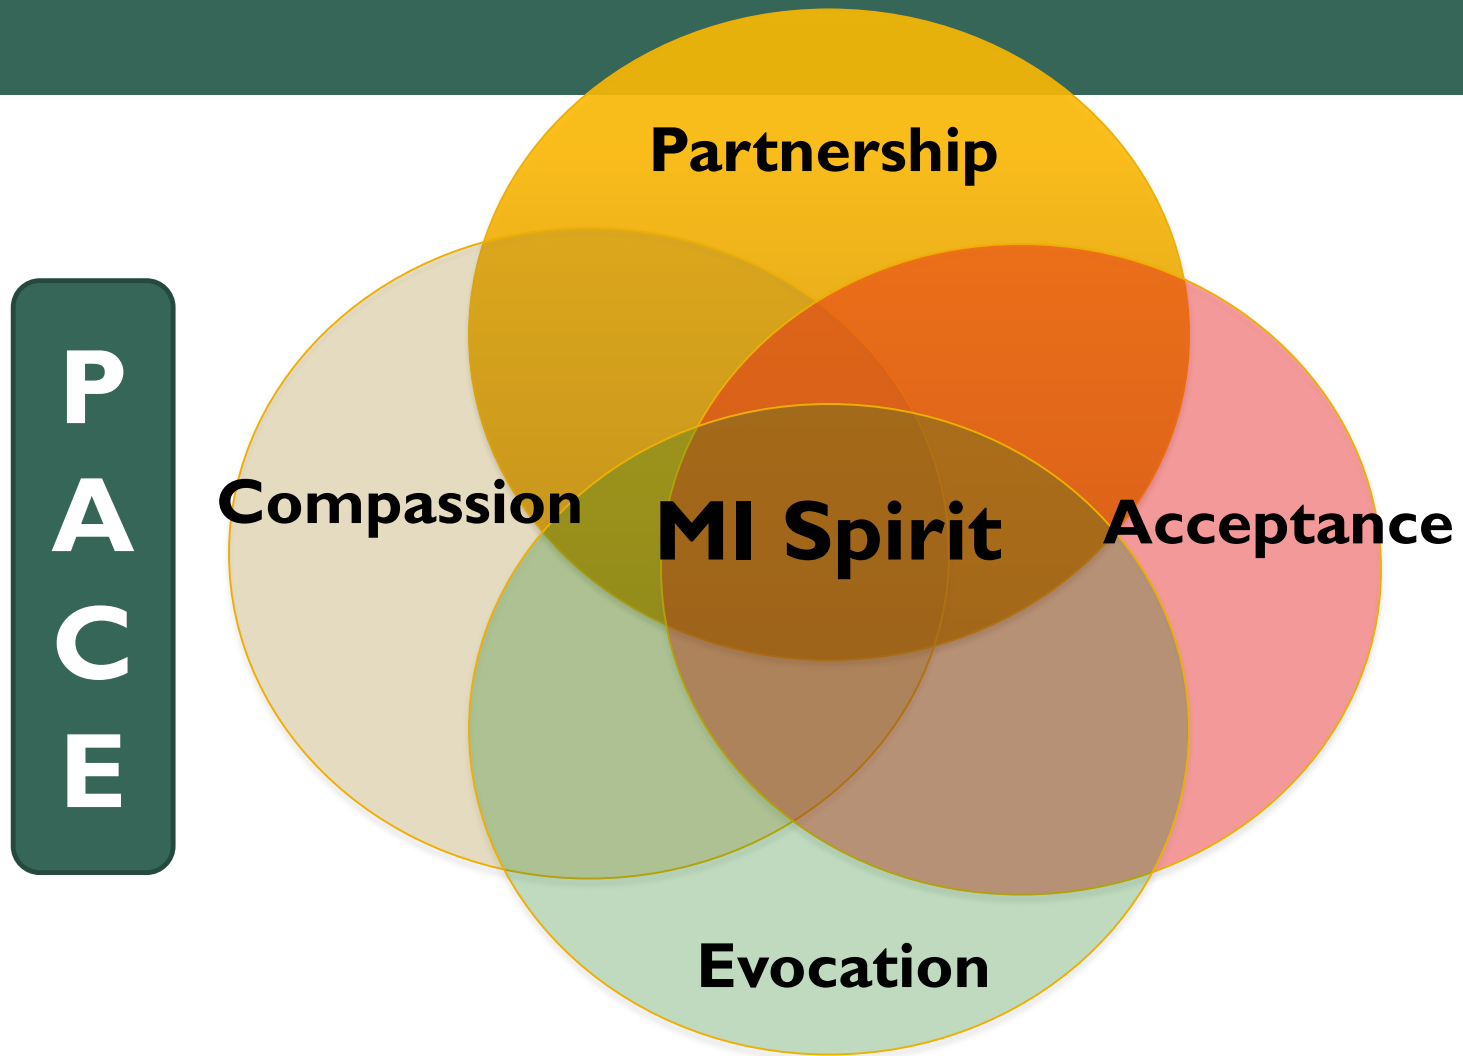 Partnership
P
A
C
E
Compassion
MI Spirit
Acceptance
Evocation